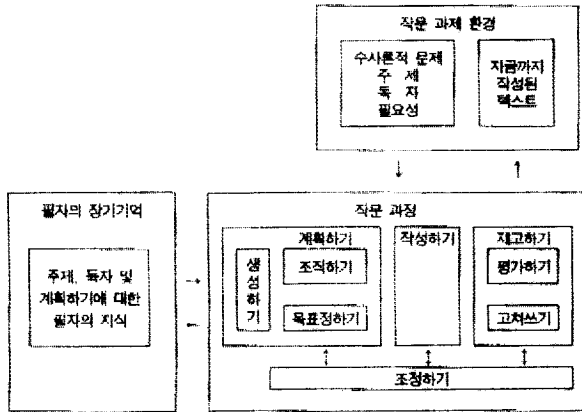 작문 과제 환경
수사론적 문제
주 제
독 자
필요성
지금까지
작성된
텍스트
필자의 장기기억
주제, 독자 및
계획하기에 대한
필자의 지식
작문 과정
계획하기
생성하기
조직하기
목표정하기
작성하기
재고하기
평가하기
고쳐쓰기
조정하기